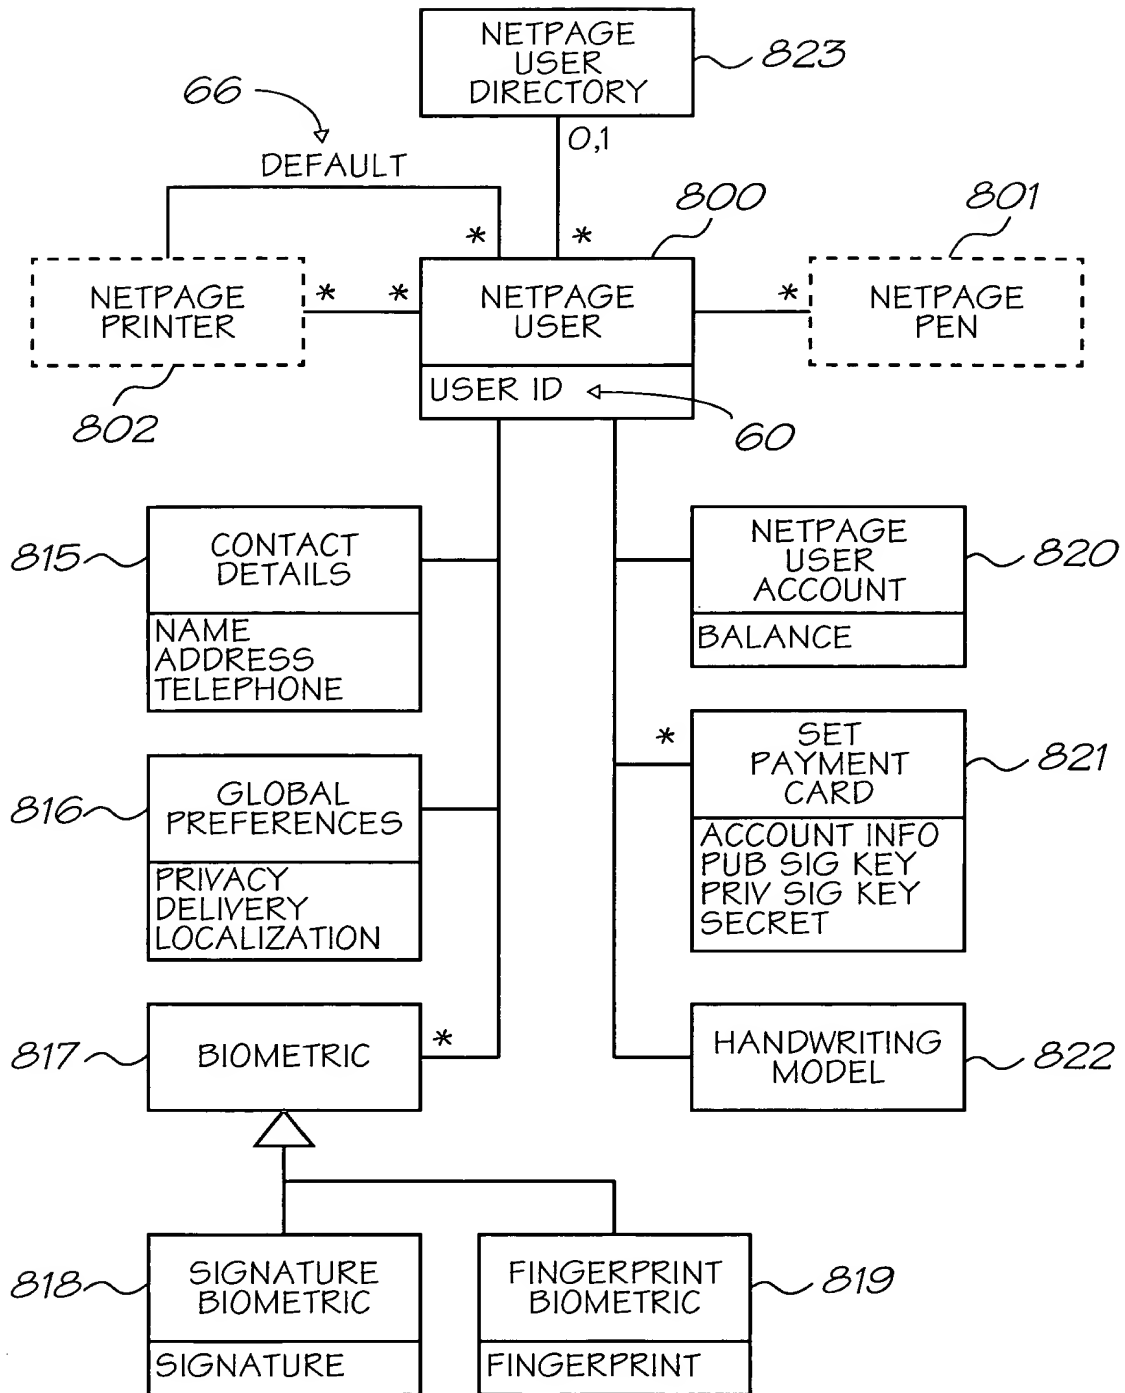 NETPAGE
USER
DIRECTORY
823
66
0,1
DEFAULT
800
801
*
*
NETPAGE
PRINTER
*
*
NETPAGE
USER
*
NETPAGE
PEN
USER ID
802
60
815
CONTACT
DETAILS
NAME
ADDRESS
TELEPHONE
NETPAGE
USER
ACCOUNT
820
BALANCE
816
GLOBAL
PREFERENCES
PRIVACY
DELIVERY
LOCALIZATION
*
SET
PAYMENT
CARD
821
ACCOUNT INFO
PUB SIG KEY
PRIV SIG KEY
SECRET
817
BIOMETRIC
*
HANDWRITING
MODEL
822
818
SIGNATURE
BIOMETRIC
SIGNATURE
FINGERPRINT
BIOMETRIC
819
FINGERPRINT